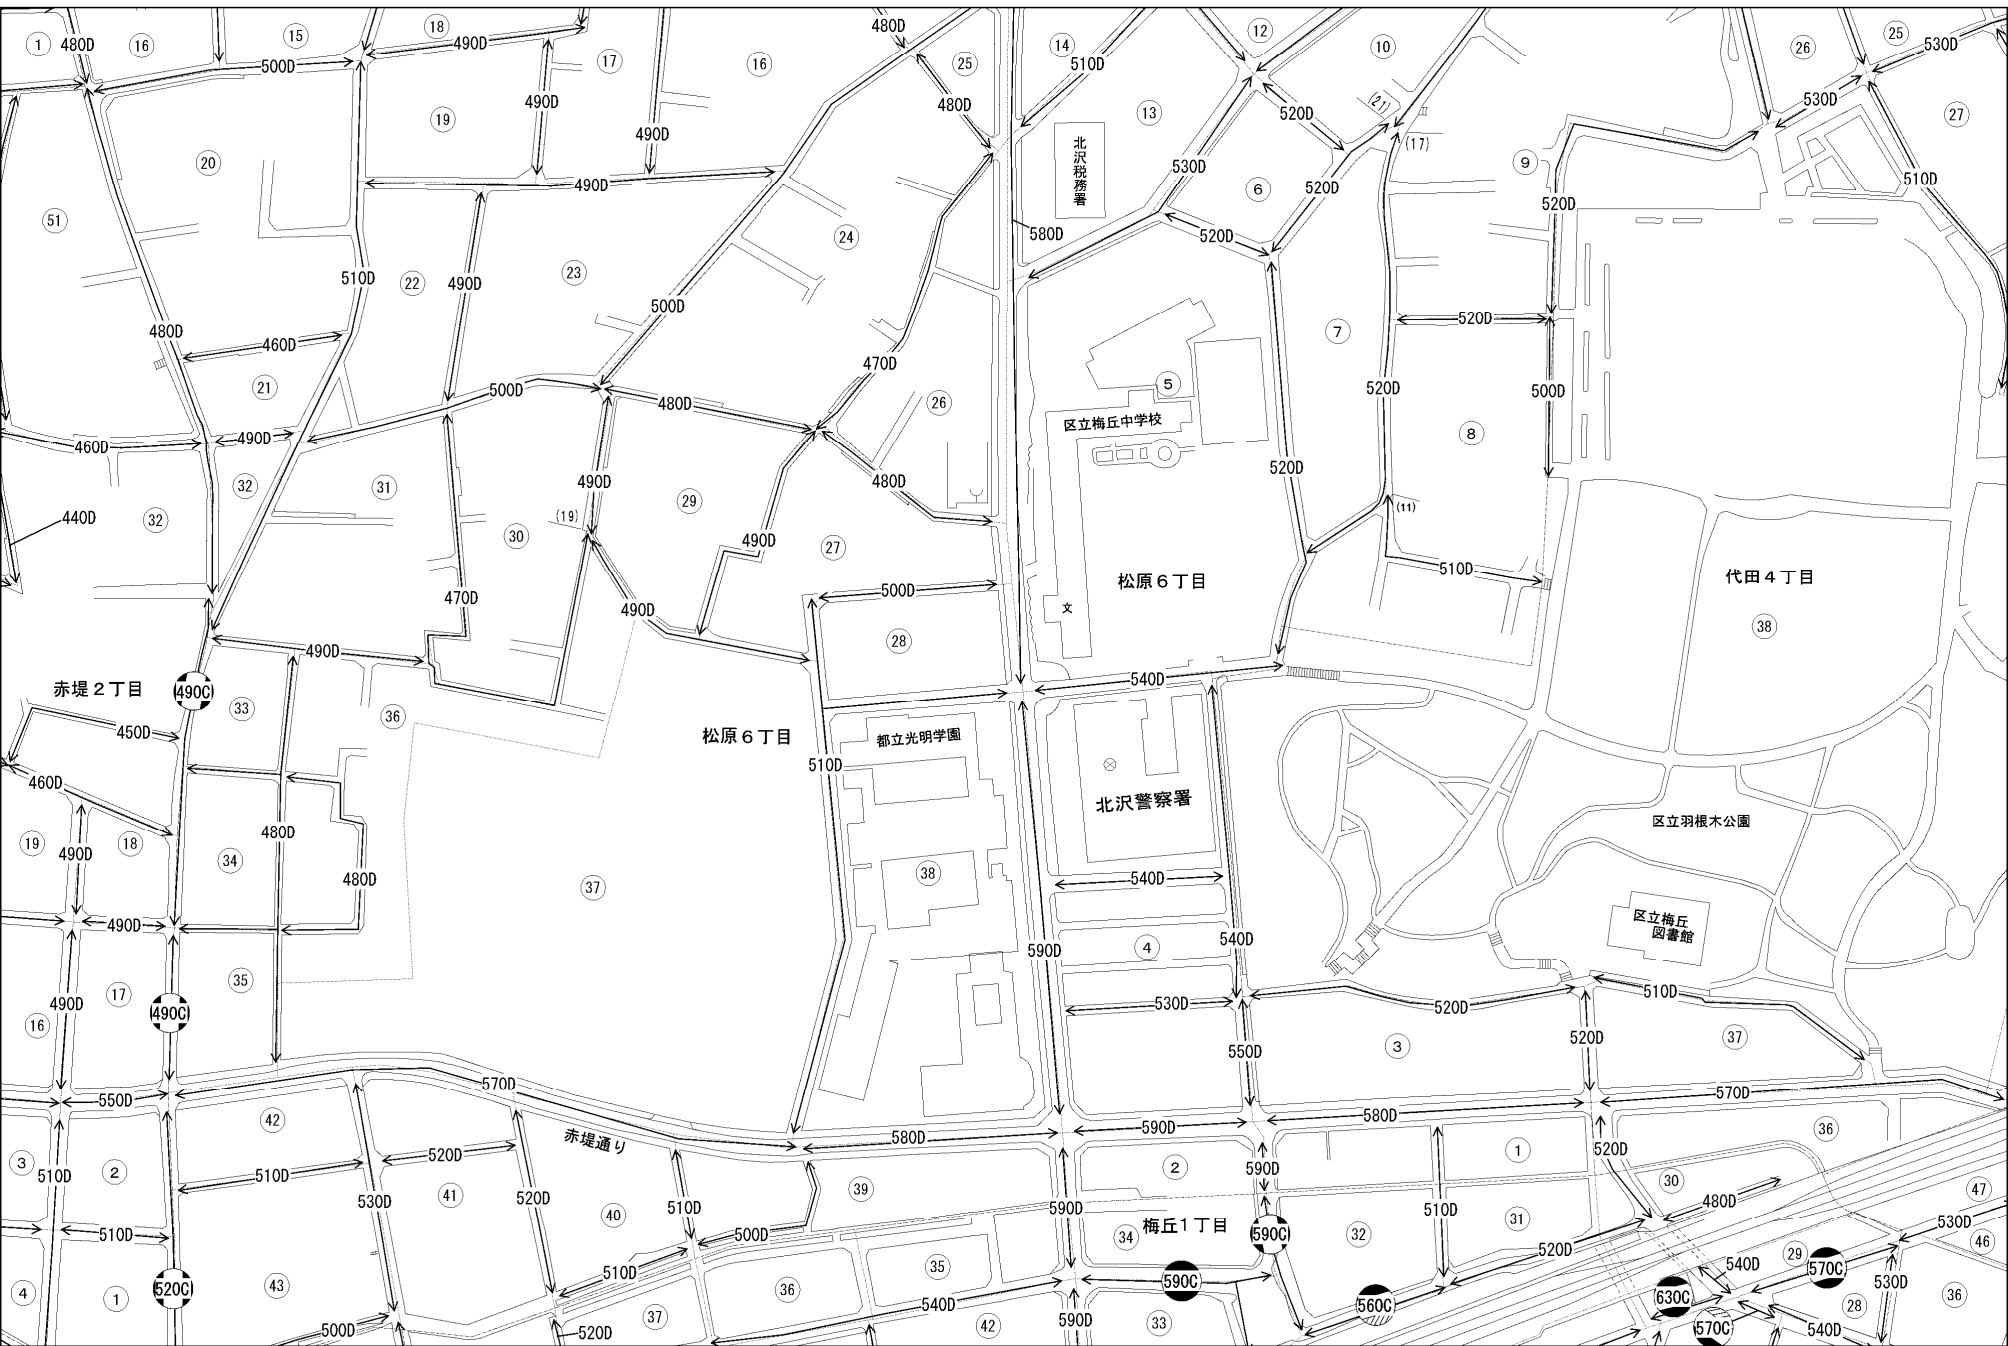 480D
1
16
15
18
490D
17
16
480D
25
14
510D
12
10
26
25
530D
500D
19
490D
490D
480D
13
520D
(21)
530D
27
20
北沢税務署
(17)
9
490D
530D
6
520D
510D
51
24
520D
520D
580D
510D
22
490D
23
500D
480D
460D
7
520D
470D
21
500D
480D
26
5
520D
500D
区立梅丘中学校
8
460D
490D
32
31
490D
29
480D
520D
440D
32
(19)
30
490D
27
(11)
510D
松原6丁目
代田4丁目
470D
490D
500D
文
28
38
490D
赤堤2丁目
490C
33
36
540D
450D
松原6丁目
都立光明学園
510D
460D
北沢警察署
480D
区立羽根木公園
19
490D
18
34
480D
37
38
540D
490D
区立梅丘
図書館
590D
4
540D
35
490D
17
490C
16
530D
520D
510D
520D
550D
3
37
570D
550D
42
赤堤通り
580D
590D
580D
570D
36
3
510D
2
510D
520D
530D
41
520D
40
510D
39
2
590D
1
520D
30
480D
47
510D
500D
590D
梅丘1丁目
34
590C
32
510D
31
530D
46
520D
510D
35
29
570C
540D
4
1
520C
43
36
590C
560C
630C
530D
28
36
500D
520D
37
540D
42
590D
33
570C
540D